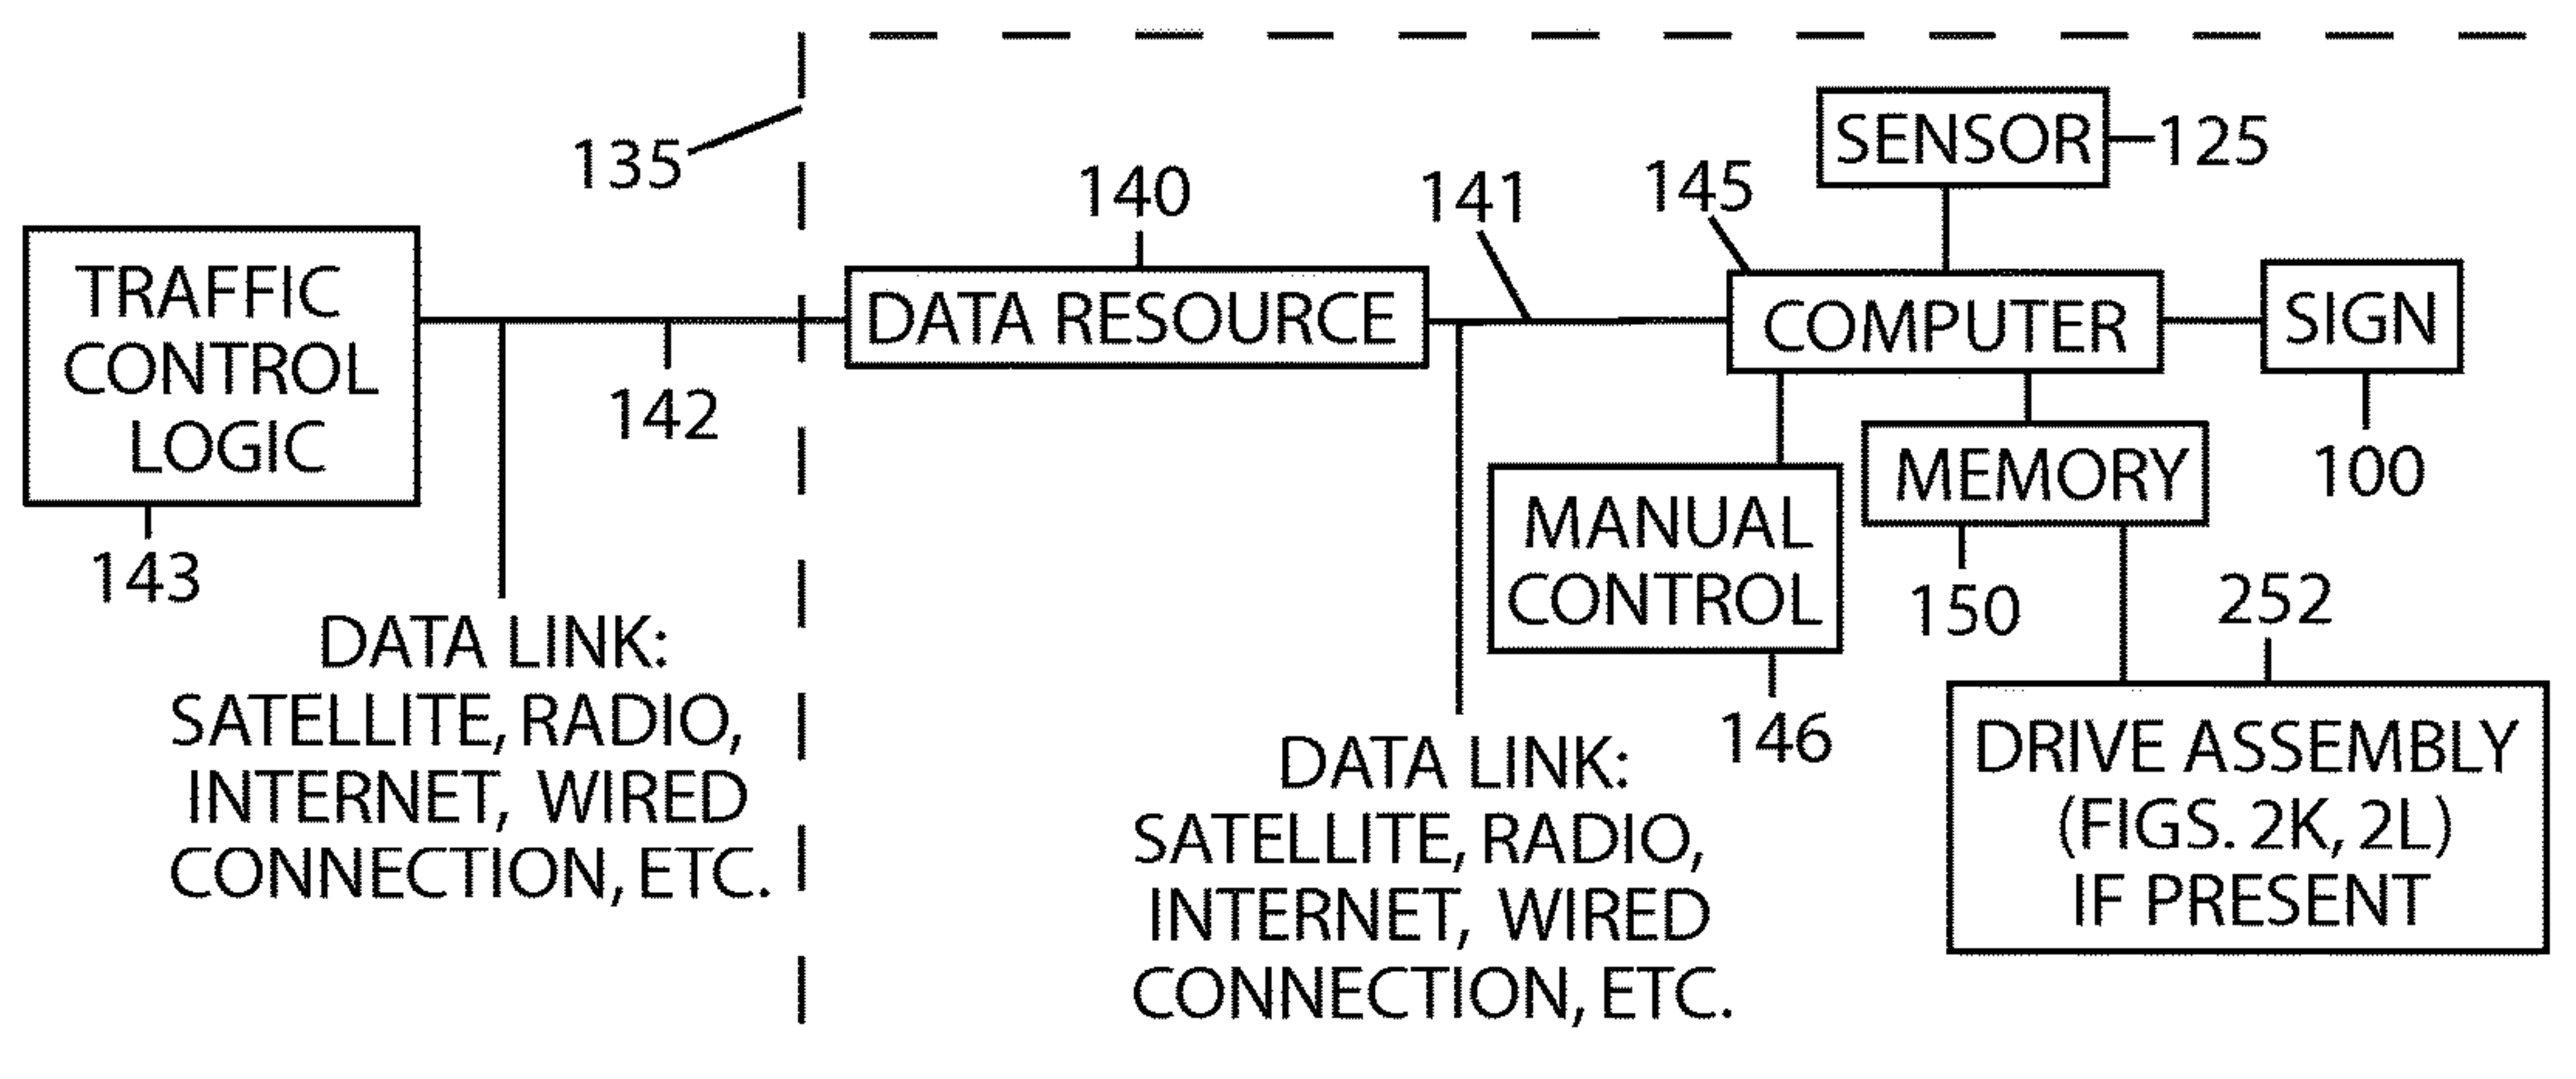 135
140
141
145
SENSOR
125
TRAFFIC
CONTROL
LOGIC
143
142
DATA RESOURCE
COMPUTER
SIGN
100
MANUAL
CONTROL
146
MEMORY
150
252
DATA LINK:
SATELLITE, RADIO,
INTERNET, WIRED
CONNECTION, ETC.
DATA LINK:
SATELLITE, RADIO,
INTERNET, WIRED
CONNECTION, ETC.
DRIVE ASSEMBLY
(FIGS. 2K, 2L)
IF PRESENT